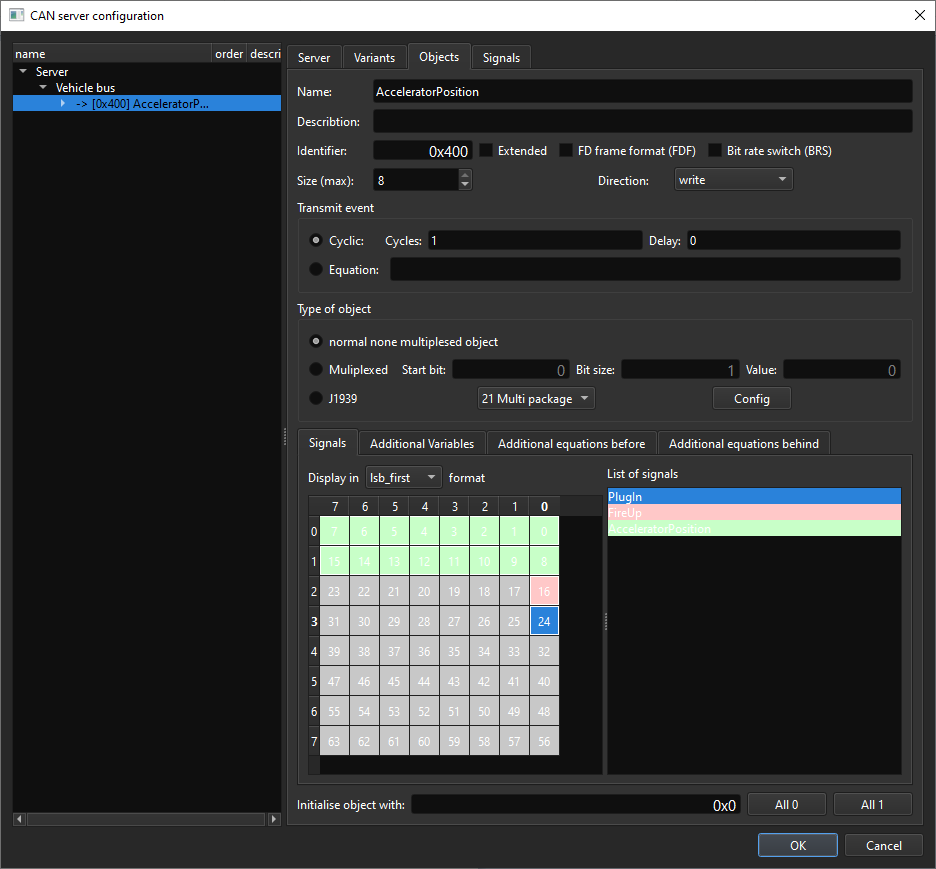 CAN server configuration
name order descri
Server
Vehicle bus
-> [0x400] AcceleratorP...
Server Variants Objects Signals
Name: AcceleratorPosition
Describtion:
Identifier: 0x400 Extended FD frame format (FDF) Bit rate switch (BRS)
Size (max): 8 Direction: write
Transmit event
Cyclic: Cycles: 1 Delay: 0
Equation:
Type of object
normal none multiplesed object
Muliplexed Start bit: 0 Bit size: 1 Value: 0
J1939 21 Multi package Config
Signals Additional Variables Additional equations before Additional equations behind
Display in lsb_first format
7 6 5 4 3 2 1 0
0 7 6 5 4 3 2 1 0
1 15 14 13 12 11 10 9 8
2 23 22 21 20 19 18 17 16
3 31 30 29 28 27 26 25 24
4 39 38 37 36 35 34 33 32
5 47 46 45 44 43 42 41 40
6 55 54 53 52 51 50 49 48
7 63 62 61 60 59 58 57 56
List of signals
PlugIn
FireUp
AcceleratorPosition
Initialise object with: 0x0 All 0 All 1
OK Cancel